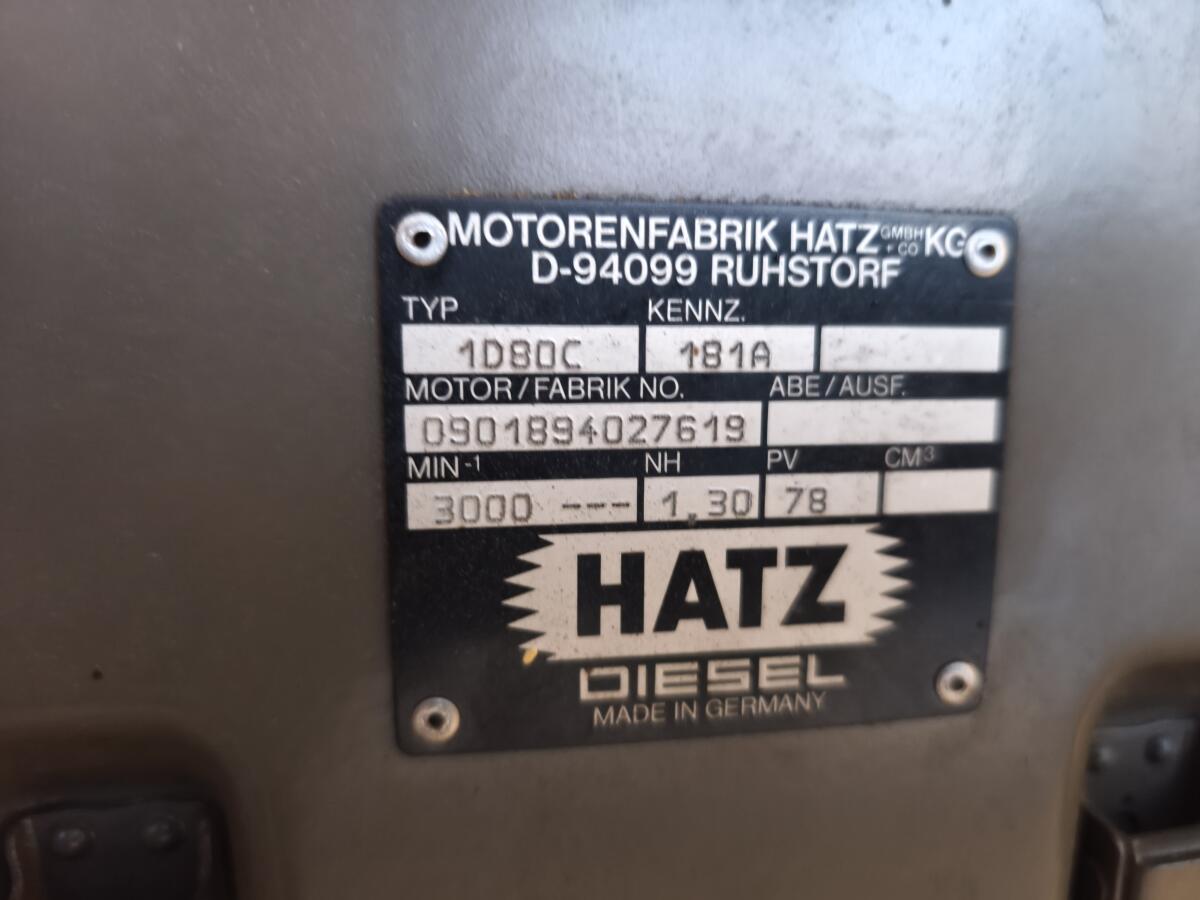 MOTORENFABRIK HATZ GMBH + CO KG
D-94099 RUHSTORF
TYP KENNZ.
1D80C 181A
MOTOR/FABRIK NO. ABE/AUSF.
0901894027619
MIN-1 NH PV CM³
3000 --- 1,30 78
HATZ
DIESEL
MADE IN GERMANY